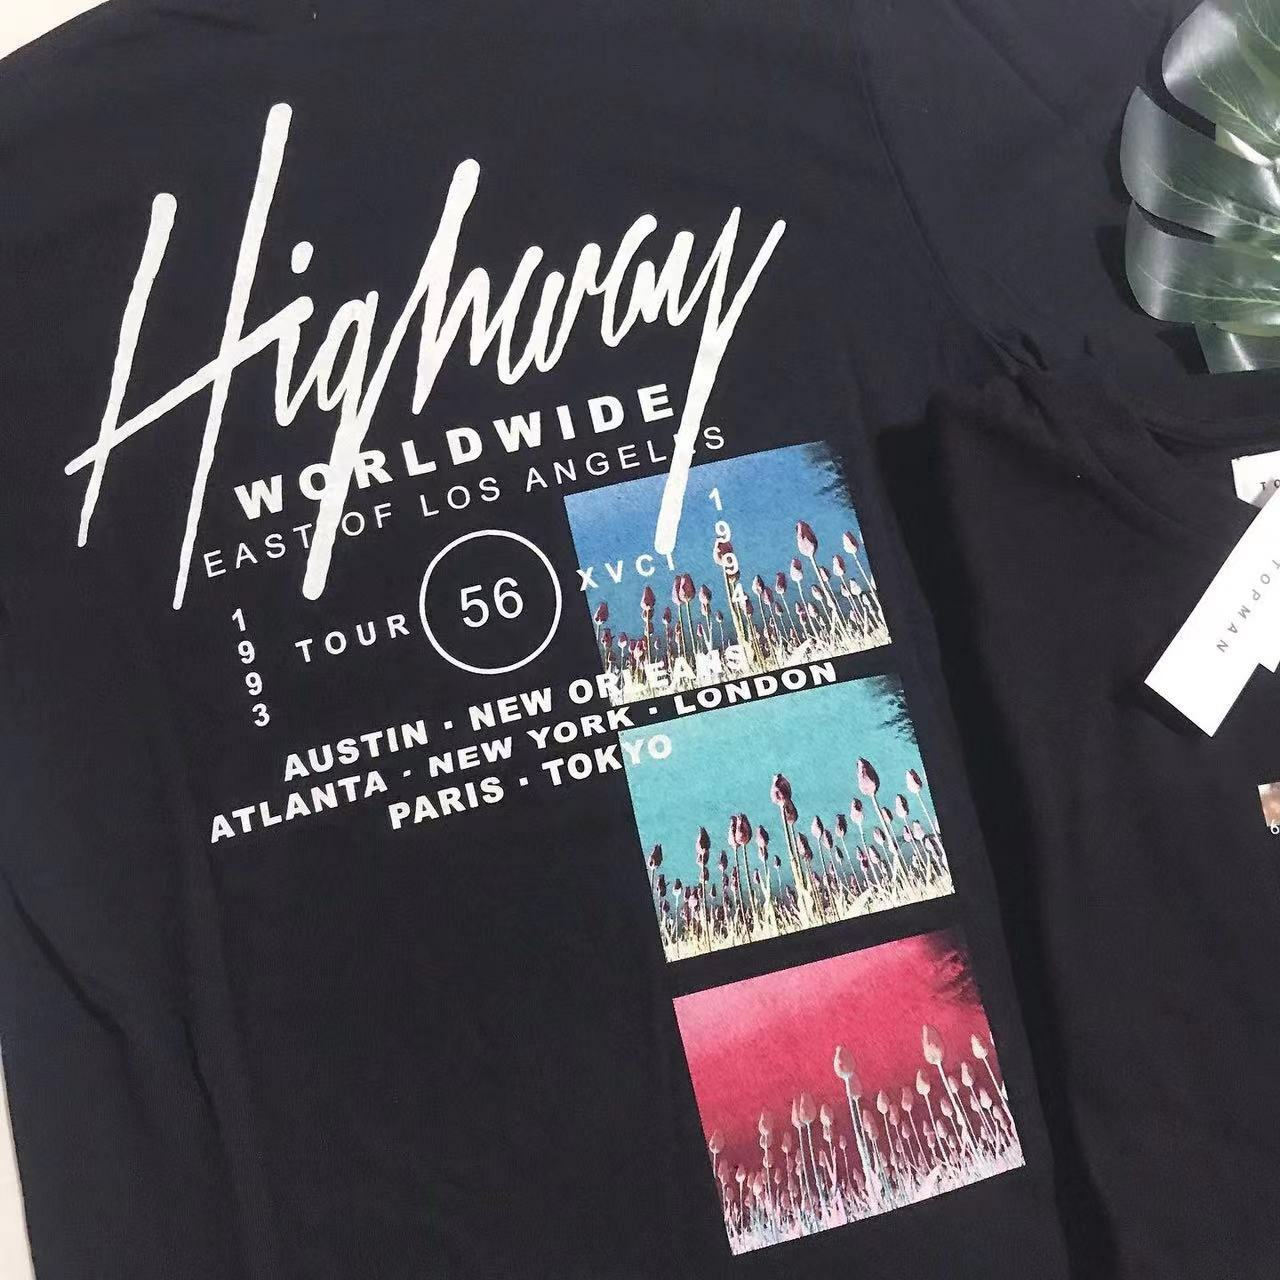 Highway
WORLDWIDE
EAST OF LOS ANGELES
1993
TOUR 56 XVCI
1994
AUSTIN · NEW ORLEANS
ATLANTA · NEW YORK · LONDON
PARIS · TOKYO
TOPMAN